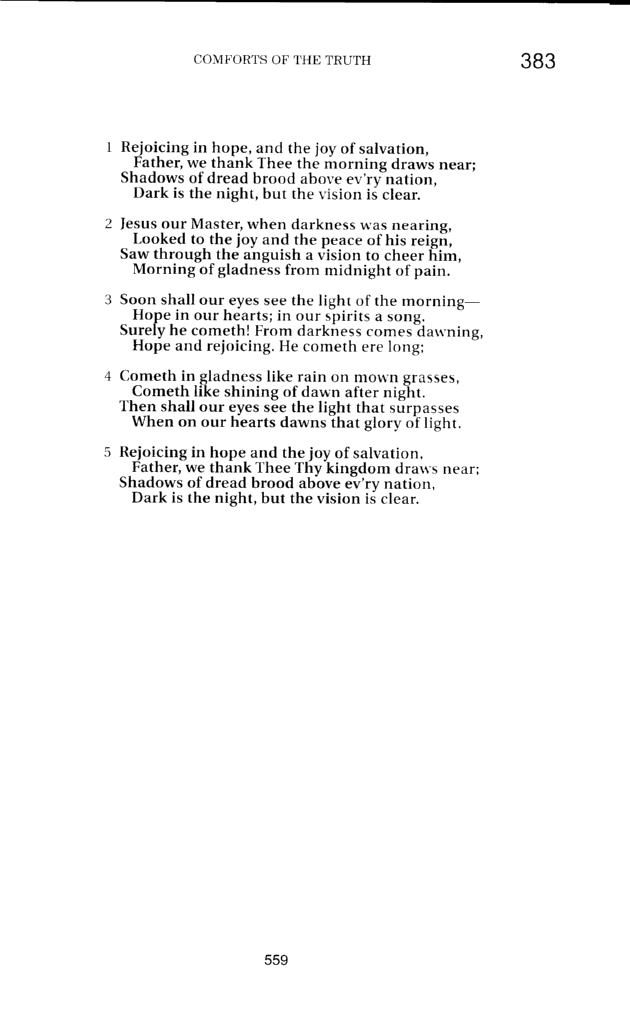 COMFORTS OF THE TRUTH 383
1 Rejoicing in hope, and the joy of salvation,
Father, we thank Thee the morning draws near;
Shadows of dread brood above ev'ry nation,
Dark is the night, but the vision is clear.
2 Jesus our Master, when darkness was nearing,
Looked to the joy and the peace of his reign,
Saw through the anguish a vision to cheer him,
Morning of gladness from midnight of pain.
3 Soon shall our eyes see the light of the morning—
Hope in our hearts; in our spirits a song.
Surely he cometh! From darkness comes dawning,
Hope and rejoicing. He cometh ere long;
4 Cometh in gladness like rain on mown grasses,
Cometh like shining of dawn after night.
Then shall our eyes see the light that surpasses
When on our hearts dawns that glory of light.
5 Rejoicing in hope and the joy of salvation,
Father, we thank Thee Thy kingdom draws near;
Shadows of dread brood above ev'ry nation,
Dark is the night, but the vision is clear.
559